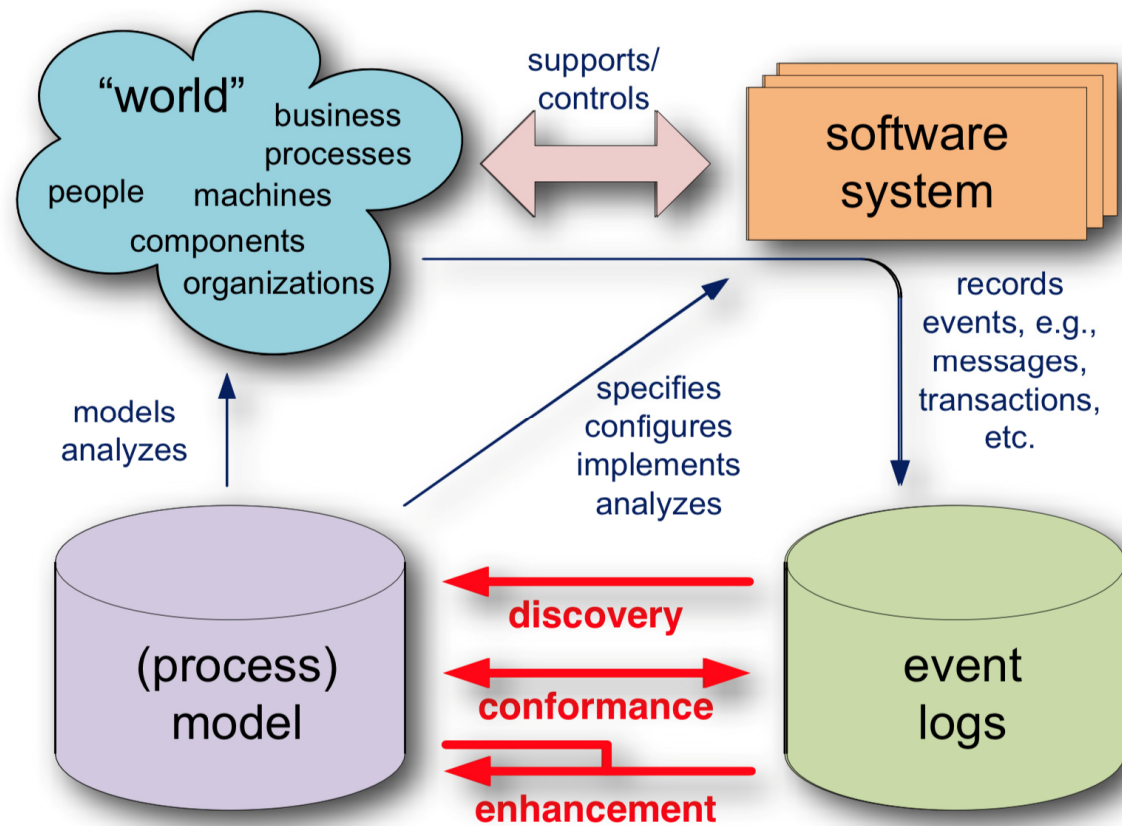 “world”
business
processes
people
machines
components
organizations
supports/
controls
software
system
records
events, e.g.,
messages,
transactions,
etc.
models
analyzes
specifies
configures
implements
analyzes
(process)
model
discovery
conformance
enhancement
event
logs